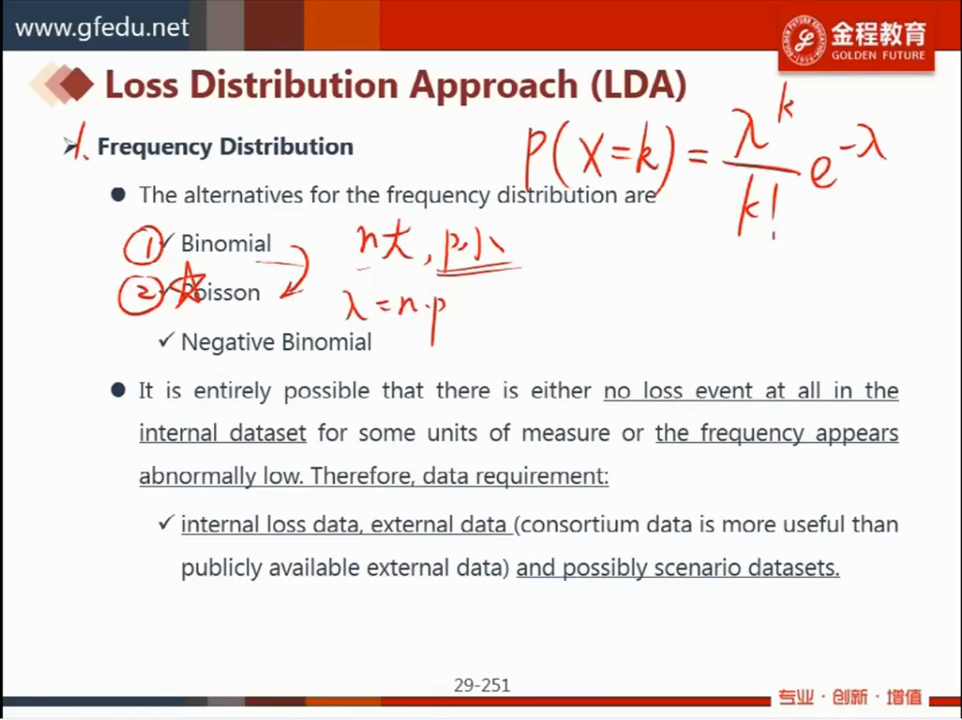 www.gfedu.net
金程教育
GOLDEN FUTURE
Loss Distribution Approach (LDA)
1. Frequency Distribution
P(X=k) = λ^k / k! e^-λ
The alternatives for the frequency distribution are
① ✓ Binomial
n大, p小
② ✓ Poisson
λ = n·p
✓ Negative Binomial
It is entirely possible that there is either no loss event at all in the
internal dataset for some units of measure or the frequency appears
abnormally low. Therefore, data requirement:
✓ internal loss data, external data (consortium data is more useful than
publicly available external data) and possibly scenario datasets.
29-251
专业·创新·增值